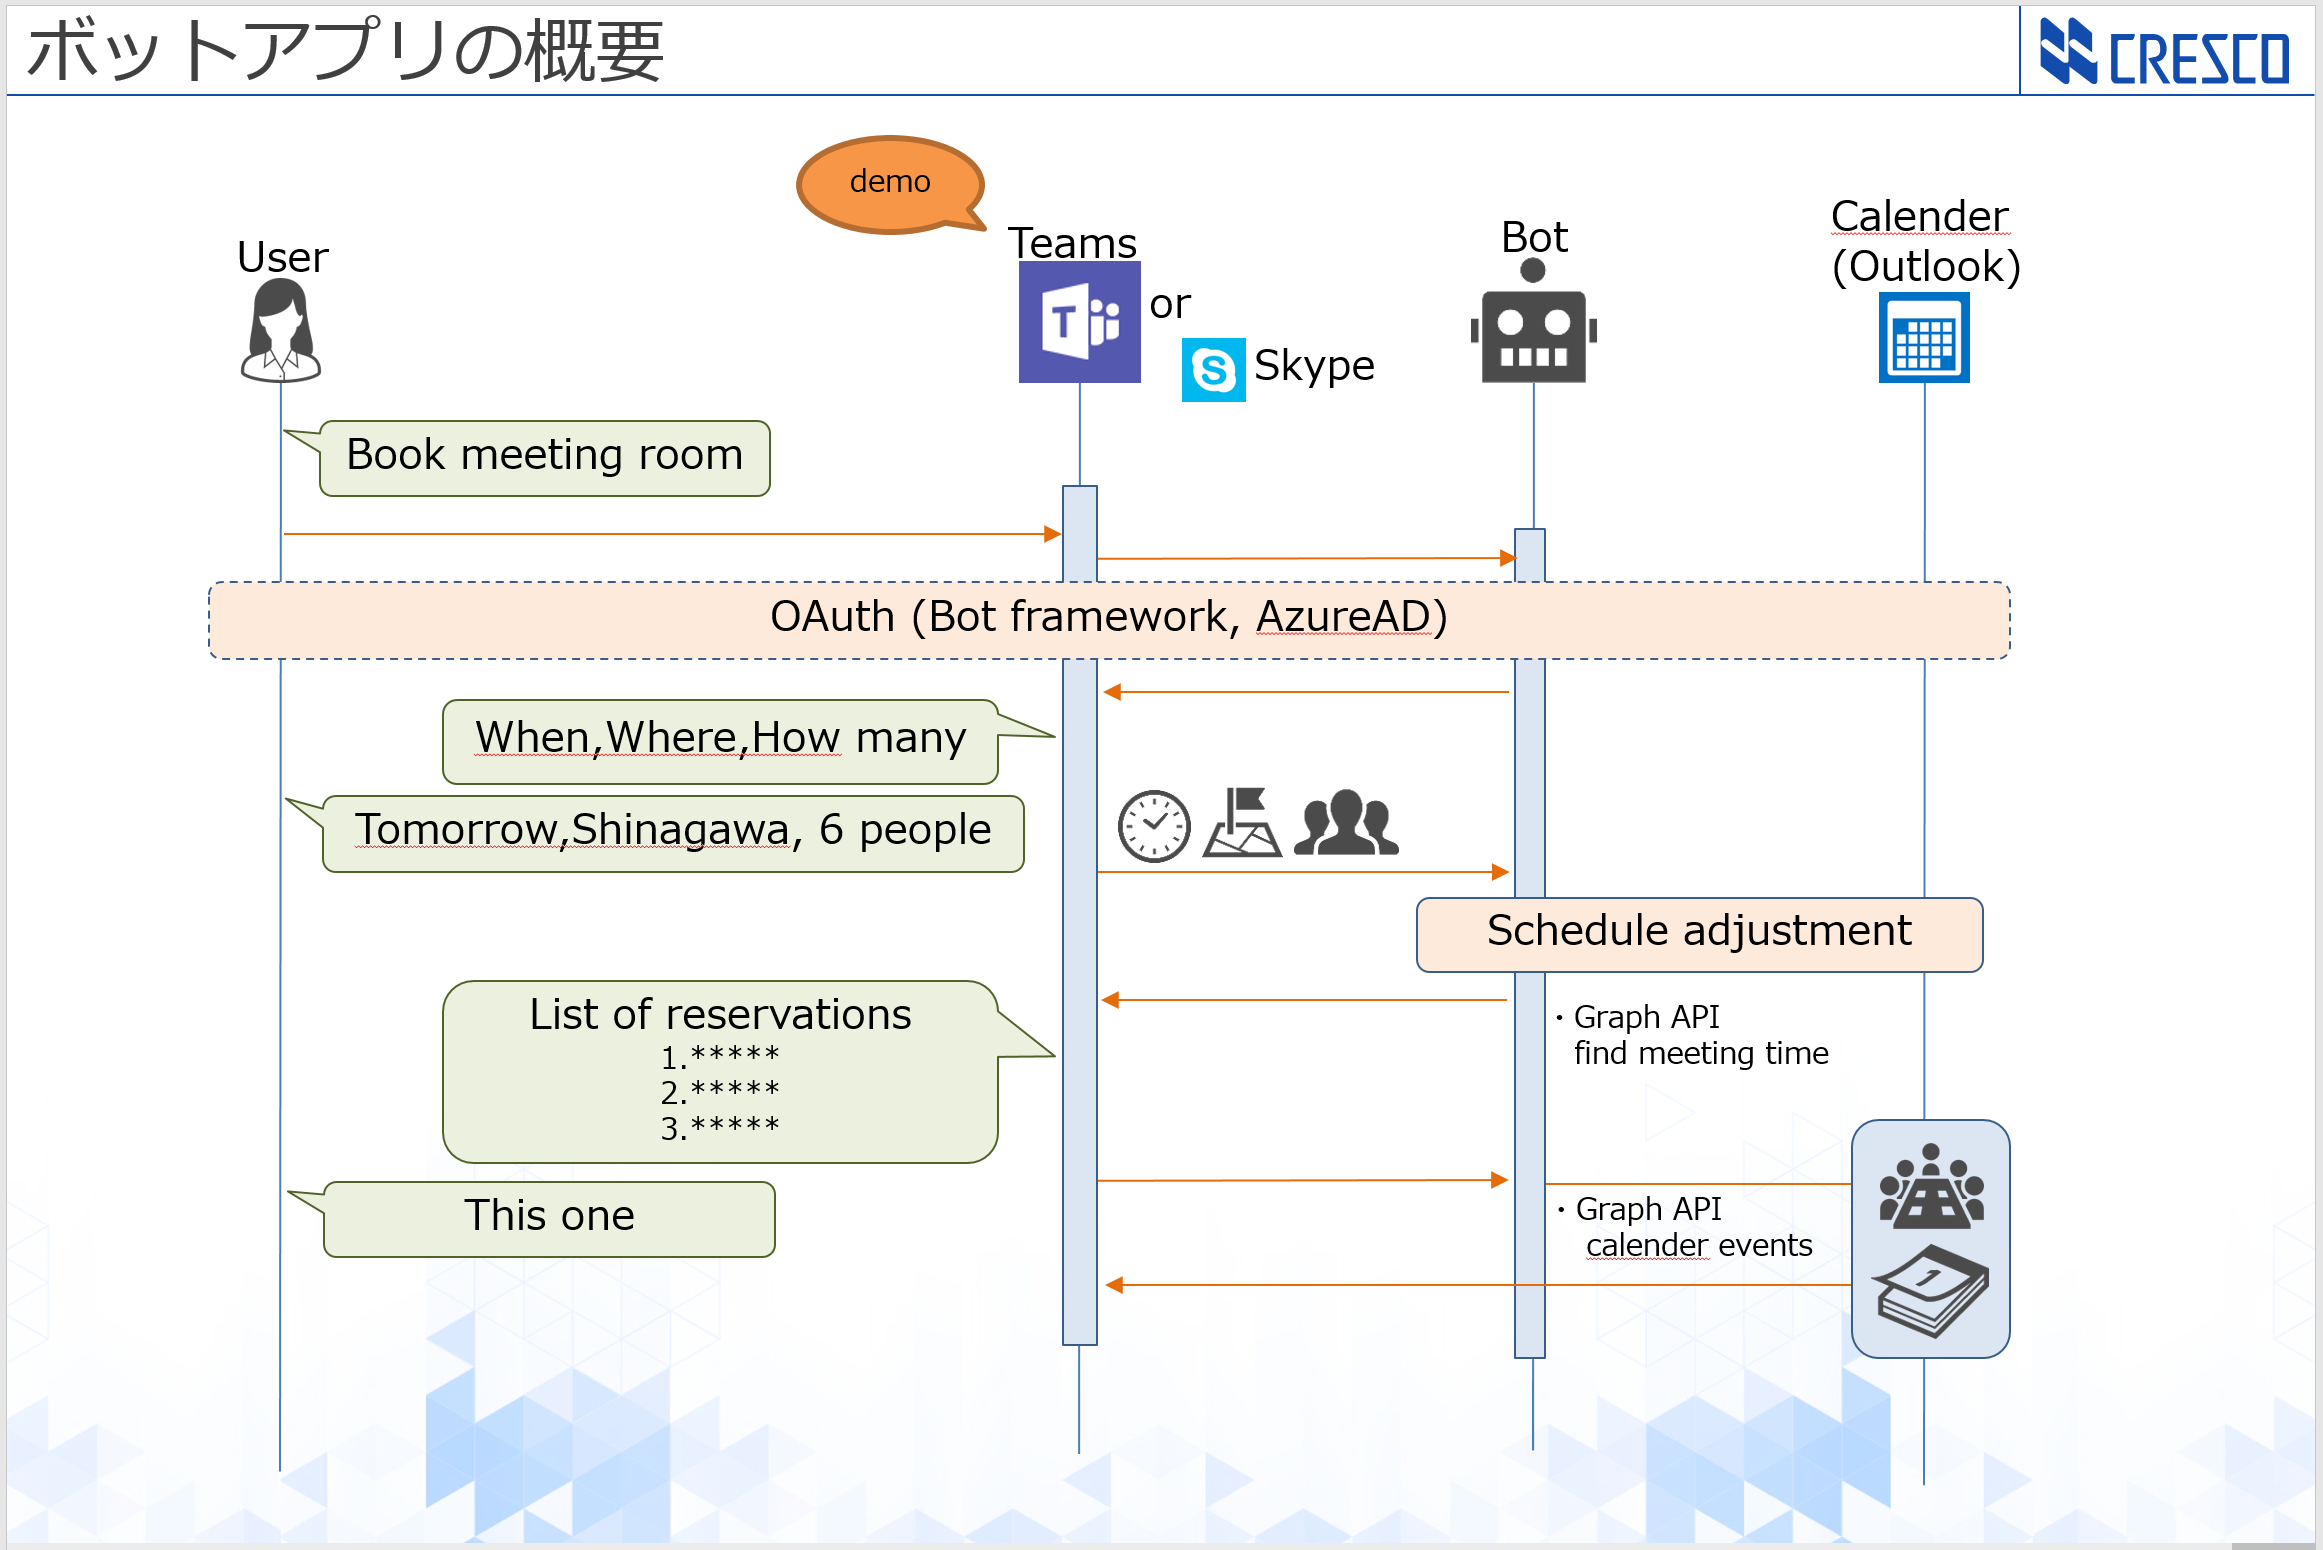 ボットアプリの概要
CRESCO
demo
User
Teams
or
Skype
Bot
Calender
(Outlook)
Book meeting room
OAuth (Bot framework, AzureAD)
When,Where,How many
Tomorrow,Shinagawa, 6 people
Schedule adjustment
List of reservations
1.*****
2.*****
3.*****
・Graph API
find meeting time
This one
・Graph API
calender events